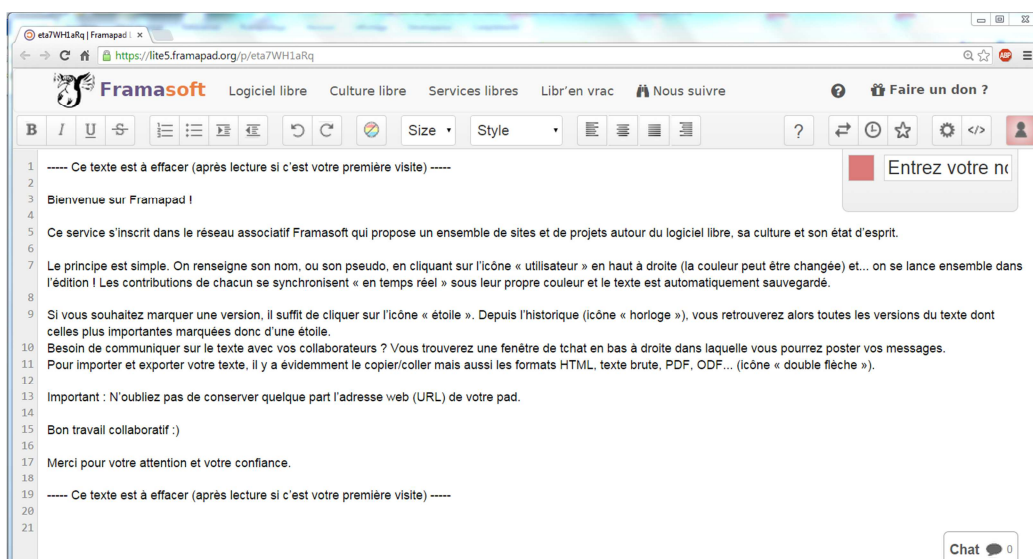 eta7WH1aRq | Framapad L
https://lite5.framapad.org/p/eta7WH1aRq
ABP
Framasoft Logiciel libre Culture libre Services libres Libr'en vrac Nous suivre Faire un don ?
B I U S Size Style ? </>
Entrez votre no
1 ----- Ce texte est à effacer (après lecture si c'est votre première visite) -----
2
3 Bienvenue sur Framapad !
4
5 Ce service s'inscrit dans le réseau associatif Framasoft qui propose un ensemble de sites et de projets autour du logiciel libre, sa culture et son état d'esprit.
6
7 Le principe est simple. On renseigne son nom, ou son pseudo, en cliquant sur l'icône « utilisateur » en haut à droite (la couleur peut être changée) et... on se lance ensemble dans
l'édition ! Les contributions de chacun se synchronisent « en temps réel » sous leur propre couleur et le texte est automatiquement sauvegardé.
8
9 Si vous souhaitez marquer une version, il suffit de cliquer sur l'icône « étoile ». Depuis l'historique (icône « horloge »), vous retrouverez alors toutes les versions du texte dont
celles plus importantes marquées donc d'une étoile.
10 Besoin de communiquer sur le texte avec vos collaborateurs ? Vous trouverez une fenêtre de tchat en bas à droite dans laquelle vous pourrez poster vos messages.
11 Pour importer et exporter votre texte, il y a évidemment le copier/coller mais aussi les formats HTML, texte brute, PDF, ODF... (icône « double flèche »).
12
13 Important : N'oubliez pas de conserver quelque part l'adresse web (URL) de votre pad.
14
15 Bon travail collaboratif :)
16
17 Merci pour votre attention et votre confiance.
18
19 ----- Ce texte est à effacer (après lecture si c'est votre première visite) -----
20
21
Chat 0